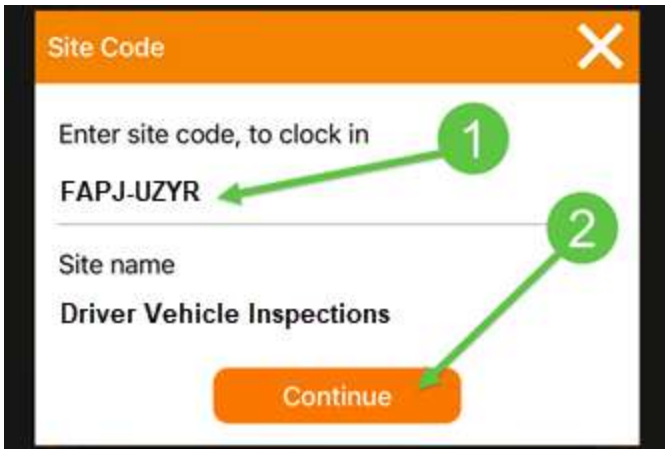 Site Code
Enter site code, to clock in
1
FAPJ-UZYR
2
Site name
Driver Vehicle Inspections
Continue